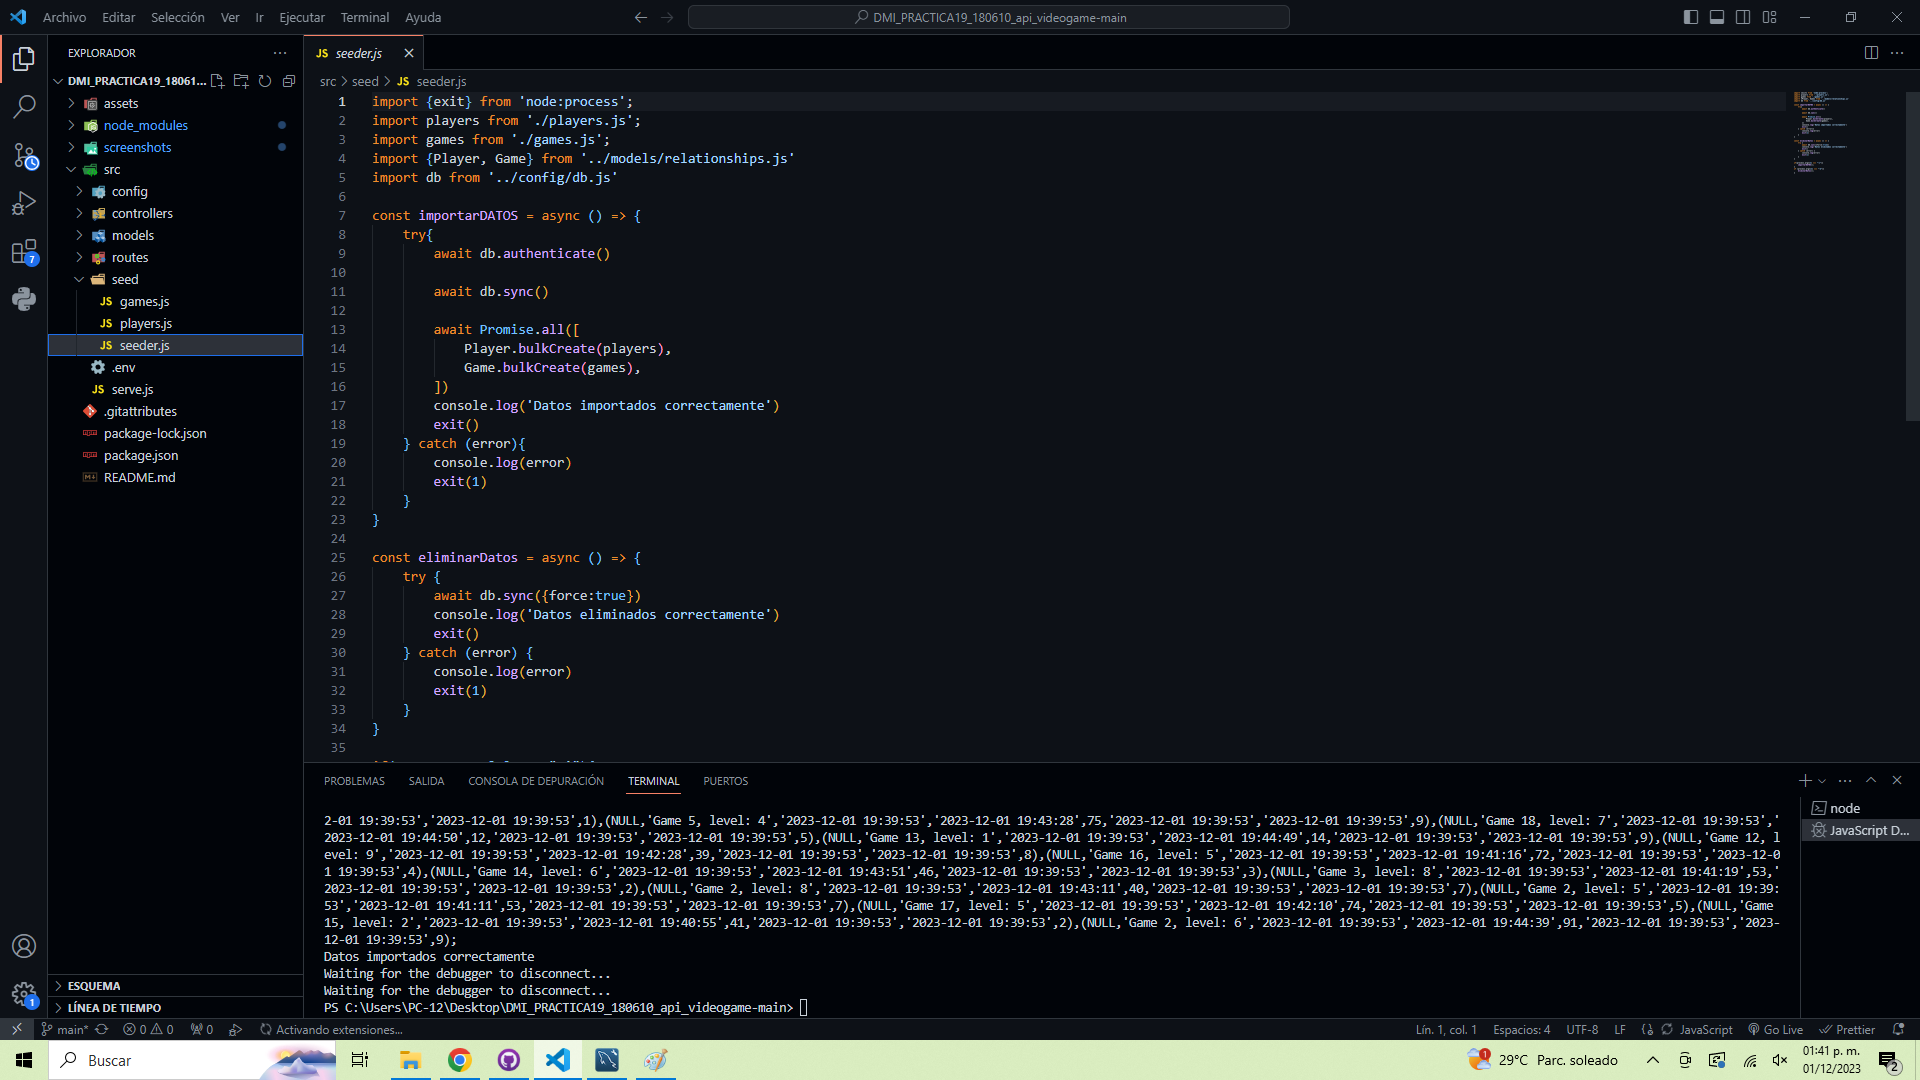 Archivo Editar Selección Ver Ir Ejecutar Terminal Ayuda
DMI_PRACTICA19_180610_api_videogame-main
EXPLORADOR
DMI_PRACTICA19_18061...
assets
node_modules
screenshots
src
config
controllers
models
routes
seed
JS games.js
JS players.js
JS seeder.js
.env
JS serve.js
.gitattributes
package-lock.json
package.json
README.md
ESQUEMA
LÍNEA DE TIEMPO
7
1
JS seeder.js
src > seed > JS seeder.js
1 import {exit} from 'node:process';
2 import players from './players.js';
3 import games from './games.js';
4 import {Player, Game} from '../models/relationships.js'
5 import db from '../config/db.js'
6
7 const importarDATOS = async () => {
8 try{
9 await db.authenticate()
10
11 await db.sync()
12
13 await Promise.all([
14 Player.bulkCreate(players),
15 Game.bulkCreate(games),
16 ])
17 console.log('Datos importados correctamente')
18 exit()
19 } catch (error){
20 console.log(error)
21 exit(1)
22 }
23 }
24
25 const eliminarDatos = async () => {
26 try {
27 await db.sync({force:true})
28 console.log('Datos eliminados correctamente')
29 exit()
30 } catch (error) {
31 console.log(error)
32 exit(1)
33 }
34 }
35
PROBLEMAS SALIDA CONSOLA DE DEPURACIÓN TERMINAL PUERTOS
2-01 19:39:53','2023-12-01 19:39:53',1),(NULL,'Game 5, level: 4','2023-12-01 19:39:53','2023-12-01 19:43:28',75,'2023-12-01 19:39:53','2023-12-01 19:39:53',9),(NULL,'Game 18, level: 7','2023-12-01 19:39:53','
2023-12-01 19:44:50',12,'2023-12-01 19:39:53','2023-12-01 19:39:53',5),(NULL,'Game 13, level: 1','2023-12-01 19:39:53','2023-12-01 19:44:49',14,'2023-12-01 19:39:53','2023-12-01 19:39:53',9),(NULL,'Game 12, l
evel: 9','2023-12-01 19:39:53','2023-12-01 19:42:28',39,'2023-12-01 19:39:53','2023-12-01 19:39:53',8),(NULL,'Game 16, level: 5','2023-12-01 19:39:53','2023-12-01 19:41:16',72,'2023-12-01 19:39:53','2023-12-0
1 19:39:53',4),(NULL,'Game 14, level: 6','2023-12-01 19:39:53','2023-12-01 19:43:51',46,'2023-12-01 19:39:53','2023-12-01 19:39:53',3),(NULL,'Game 3, level: 8','2023-12-01 19:39:53','2023-12-01 19:41:19',53,'
2023-12-01 19:39:53','2023-12-01 19:39:53',2),(NULL,'Game 2, level: 8','2023-12-01 19:39:53','2023-12-01 19:43:11',40,'2023-12-01 19:39:53','2023-12-01 19:39:53',7),(NULL,'Game 2, level: 5','2023-12-01 19:39:
53','2023-12-01 19:41:11',53,'2023-12-01 19:39:53','2023-12-01 19:39:53',7),(NULL,'Game 17, level: 5','2023-12-01 19:39:53','2023-12-01 19:42:10',74,'2023-12-01 19:39:53','2023-12-01 19:39:53',5),(NULL,'Game 
15, level: 2','2023-12-01 19:39:53','2023-12-01 19:40:55',41,'2023-12-01 19:39:53','2023-12-01 19:39:53',2),(NULL,'Game 2, level: 6','2023-12-01 19:39:53','2023-12-01 19:44:39',91,'2023-12-01 19:39:53','2023-
12-01 19:39:53',9);
Datos importados correctamente
Waiting for the debugger to disconnect...
Waiting for the debugger to disconnect...
PS C:\Users\PC-12\Desktop\DMI_PRACTICA19_180610_api_videogame-main>
node
JavaScript D...
main* 0 0 0 Activando extensiones...
Lín. 1, col. 1 Espacios: 4 UTF-8 LF JavaScript Go Live Prettier
Buscar
1 29°C Parc. soleado
01:41 p. m.
01/12/2023
2